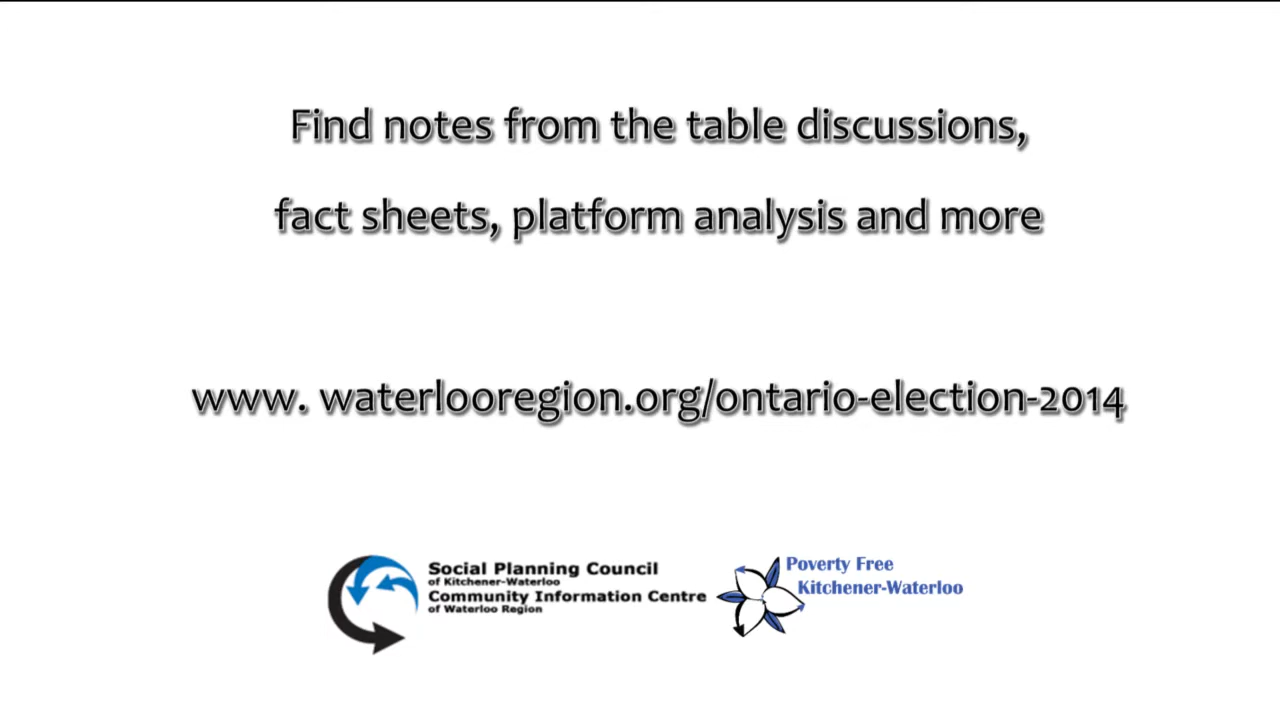 Find notes from the table discussions,
fact sheets, platform analysis and more
www. waterlooregion.org/ontario-election-2014
Social Planning Council
of Kitchener-Waterloo
Community Information Centre
of Waterloo Region
Poverty Free
Kitchener-Waterloo